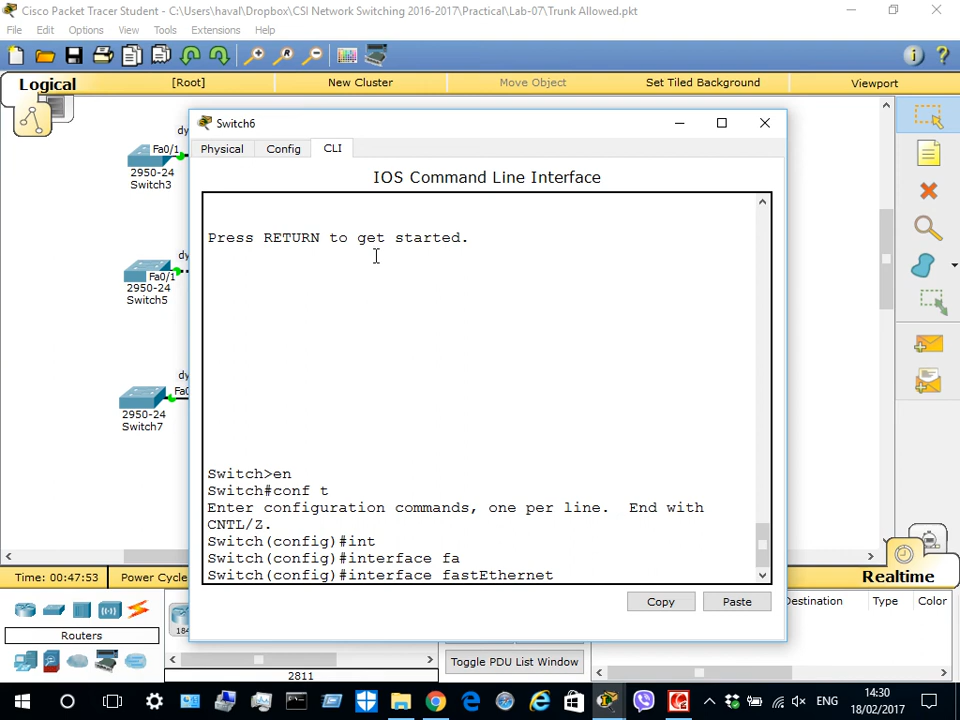 Cisco Packet Tracer Student - C:\Users\haval\Dropbox\CSI Network Switching 2016-2017\Practical\Lab-07\Trunk Allowed.pkt
File Edit Options View Tools Extensions Help
Logical
[Root]
New Cluster
Move Object
Set Tiled Background
Viewport
Switch6
Physical Config CLI
IOS Command Line Interface
dy
Fa0/1
2950-24
Switch3
Fa0/1
2950-24
Switch5
dy
Fa0
2950-24
Switch7
Press RETURN to get started.
Switch>en
Switch#conf t
Enter configuration commands, one per line. End with
CNTL/Z.
Switch(config)#int
Switch(config)#interface fa
Switch(config)#interface fastEthernet
Copy
Paste
Time: 00:47:53
Power Cycle
Realtime
Routers
184
2811
Toggle PDU List Window
Destination Type Color
ENG
14:30
18/02/2017